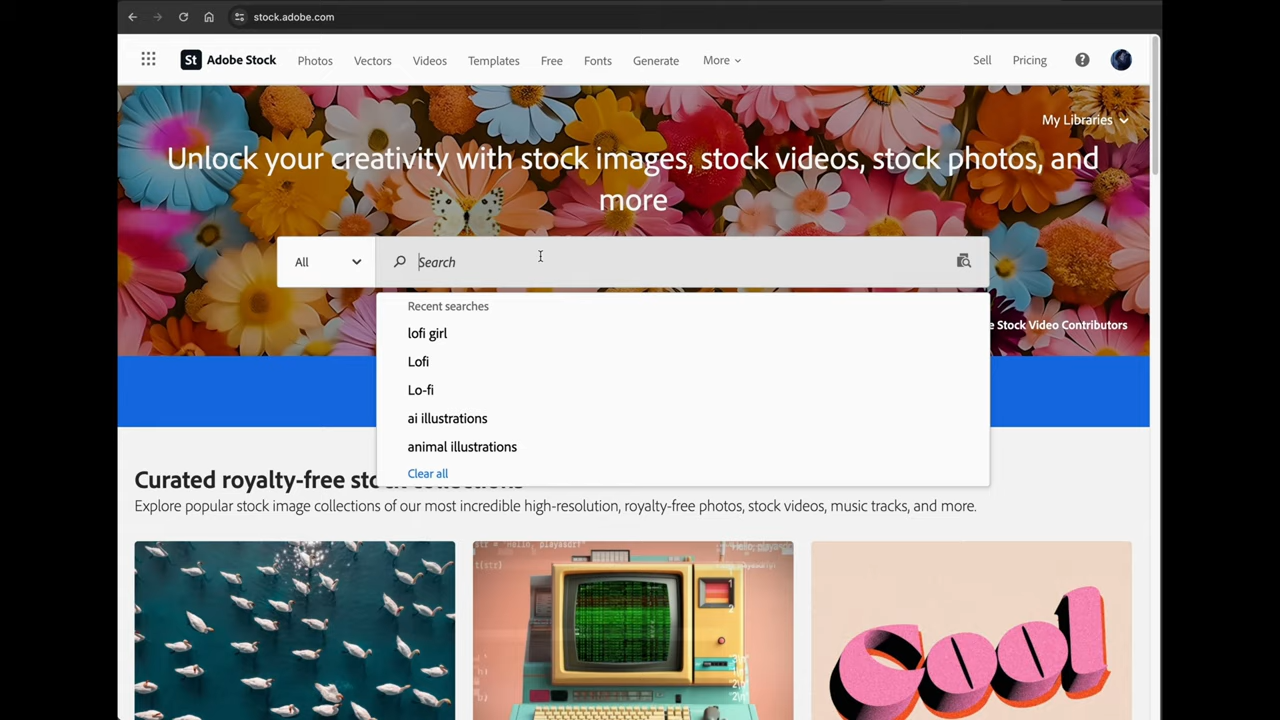 stock.adobe.com
St Adobe Stock Photos Vectors Videos Templates Free Fonts Generate More Sell Pricing ?
My Libraries
Unlock your creativity with stock images, stock videos, stock photos, and
more
All Search
Recent searches
lofi girl
Stock Video Contributors
Lofi
Lo-fi
ai illustrations
animal illustrations
Clear all
Curated royalty-free
Explore popular stock image collections of our most incredible high-resolution, royalty-free photos, stock videos, music tracks, and more.
Cool